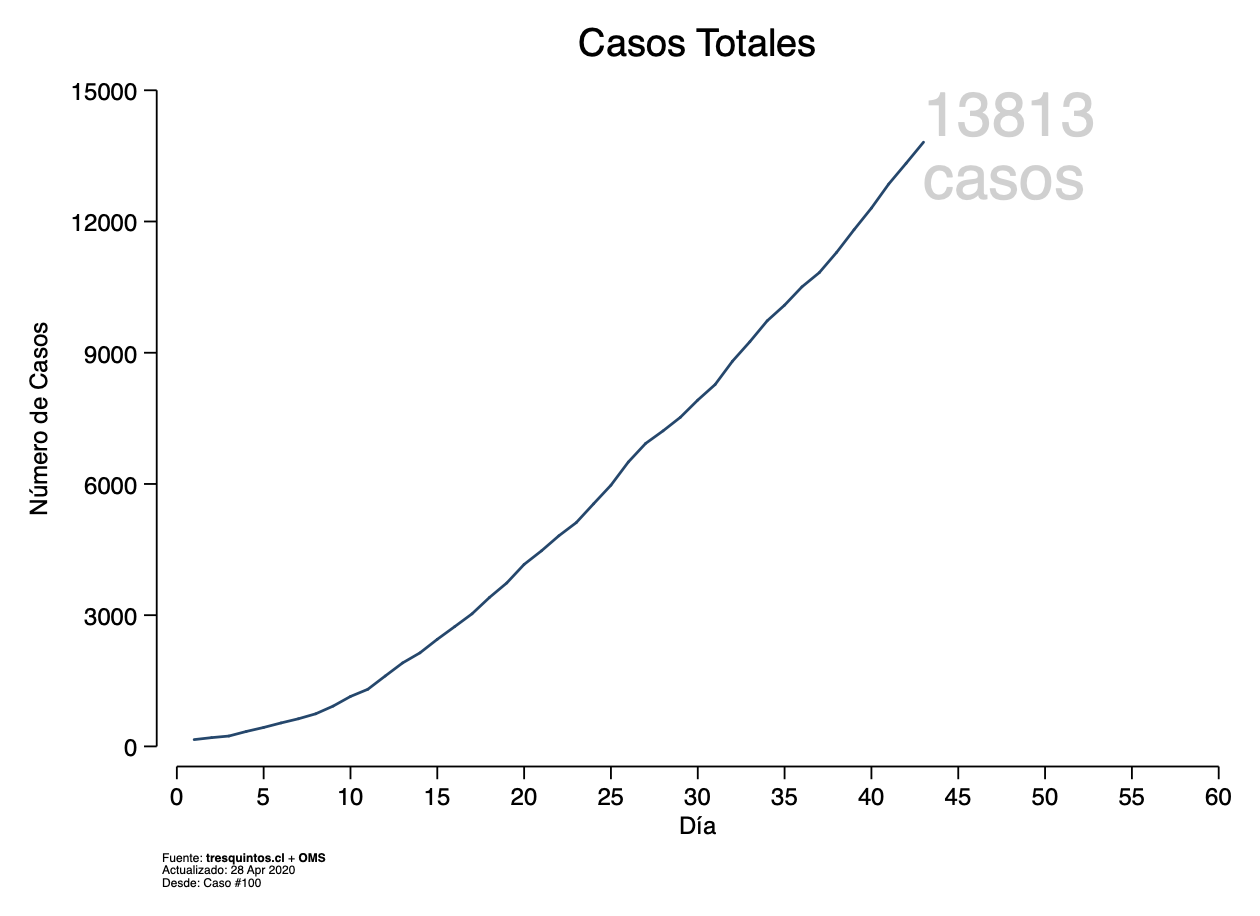 Casos Totales
15000
13813
casos
12000
9000
6000
3000
0
Número de Casos
0 5 10 15 20 25 30 35 40 45 50 55 60
Día
Fuente: tresquintos.cl + OMS
Actualizado: 28 Apr 2020
Desde: Caso #100